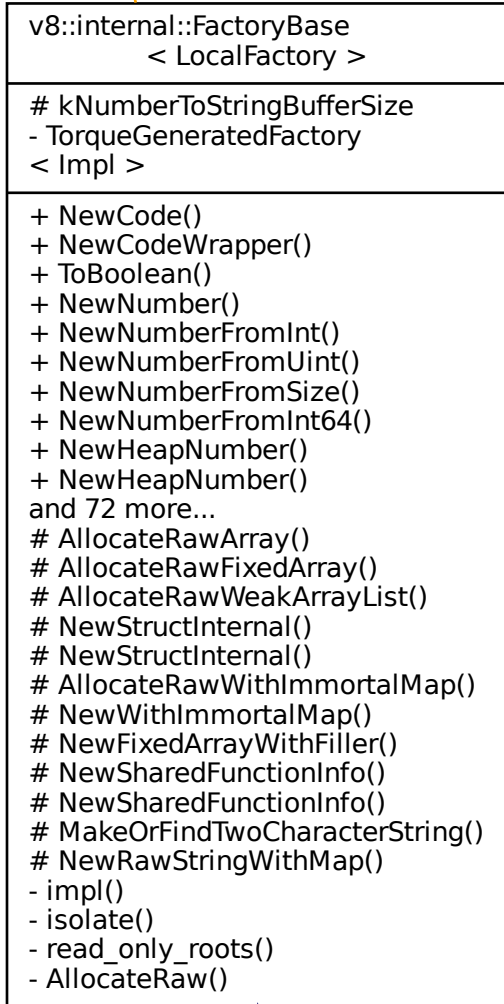 v8::internal::FactoryBase
< LocalFactory >
# kNumberToStringBufferSize
- TorqueGeneratedFactory
< Impl >
+ NewCode()
+ NewCodeWrapper()
+ ToBoolean()
+ NewNumber()
+ NewNumberFromInt()
+ NewNumberFromUint()
+ NewNumberFromSize()
+ NewNumberFromInt64()
+ NewHeapNumber()
+ NewHeapNumber()
and 72 more...
# AllocateRawArray()
# AllocateRawFixedArray()
# AllocateRawWeakArrayList()
# NewStructInternal()
# NewStructInternal()
# AllocateRawWithImmortalMap()
# NewWithImmortalMap()
# NewFixedArrayWithFiller()
# NewSharedFunctionInfo()
# NewSharedFunctionInfo()
# MakeOrFindTwoCharacterString()
# NewRawStringWithMap()
- impl()
- isolate()
- read_only_roots()
- AllocateRaw()